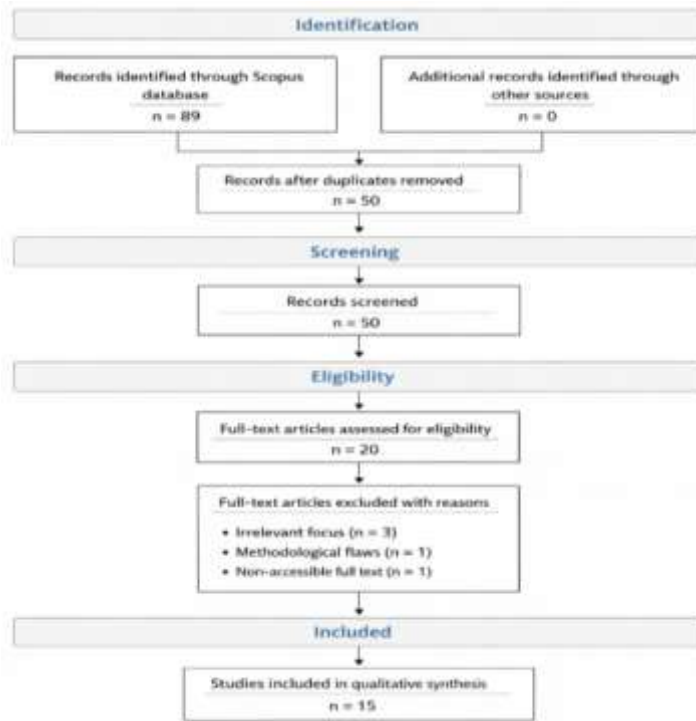 Identification
Records identified through Scopus
database
n = 89
Additional records identified through
other sources
n = 0
Records after duplicates removed
n = 50
Screening
Records screened
n = 50
Eligibility
Full-text articles assessed for eligibility
n = 20
Full-text articles excluded with reasons
• Irrelevant focus (n = 3)
• Methodological flaws (n = 1)
• Non-accessible full text (n = 1)
Included
Studies included in qualitative synthesis
n = 15